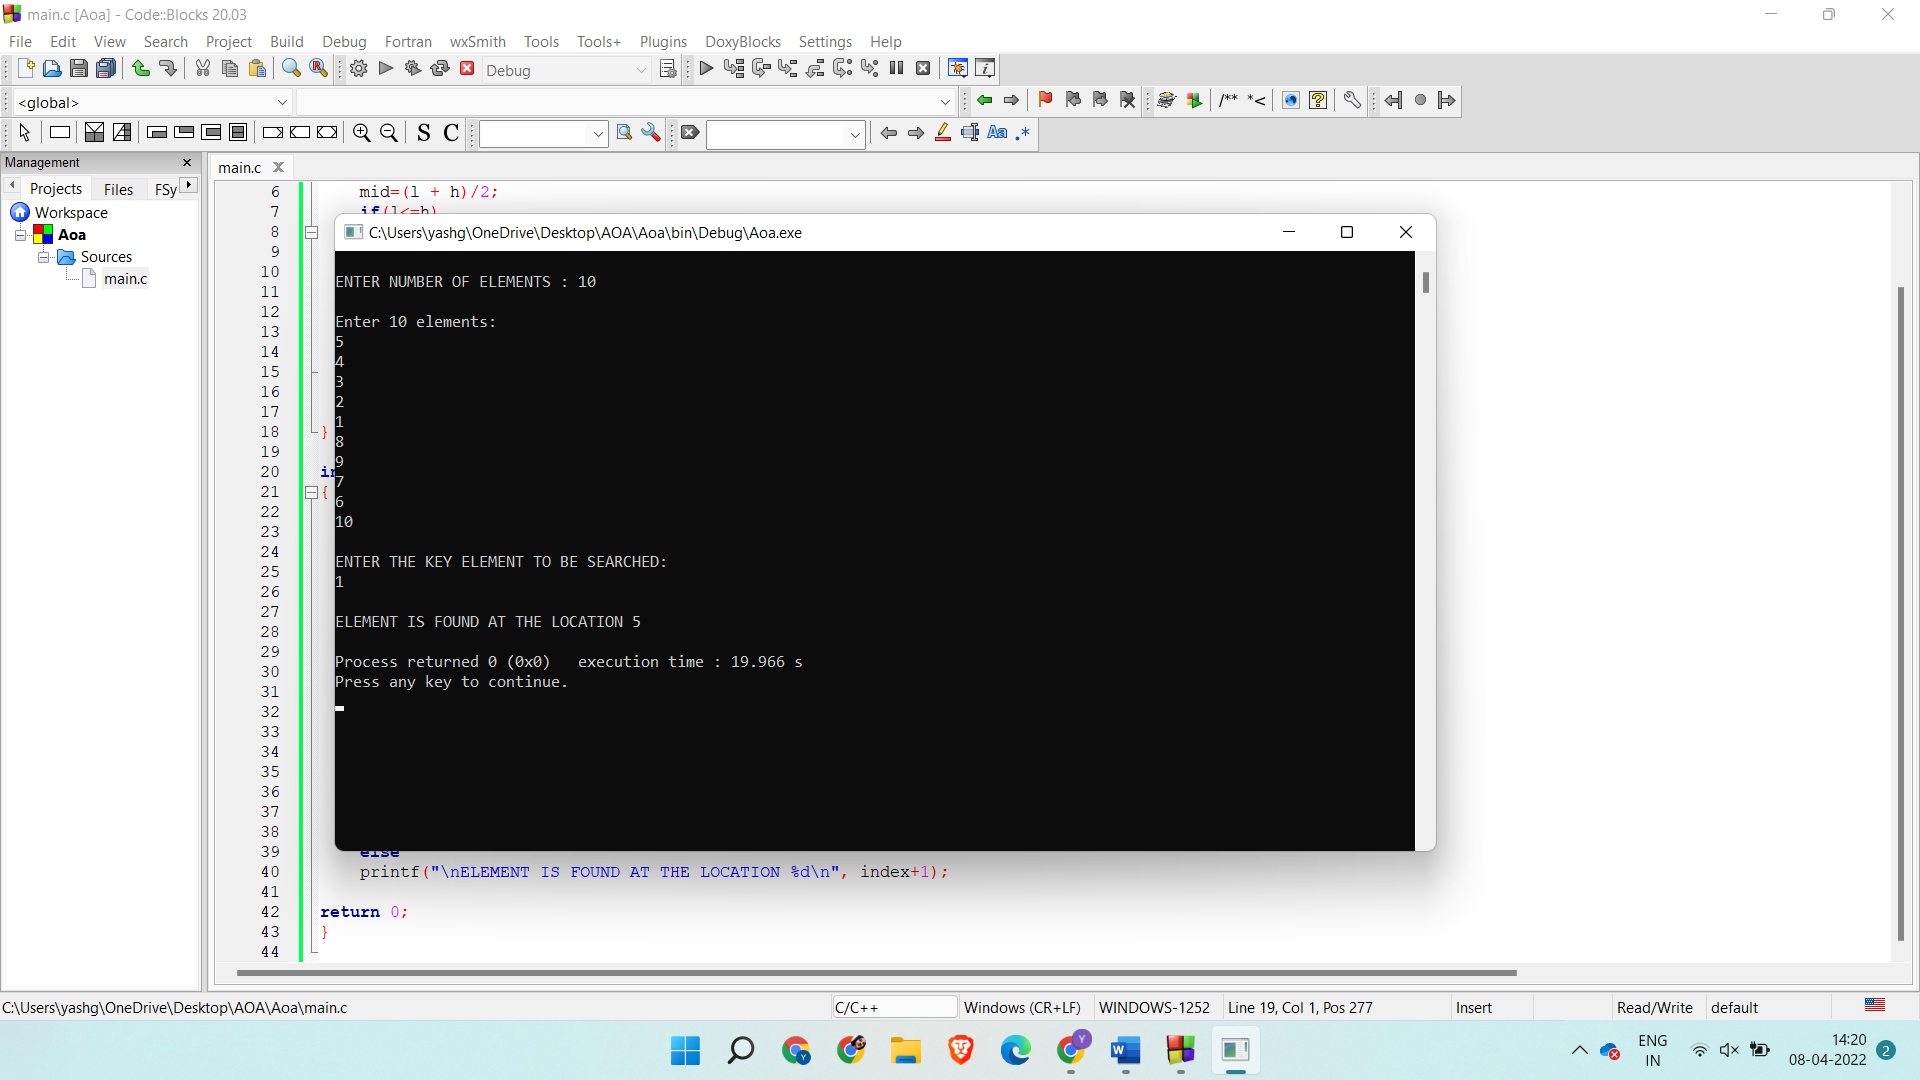 main.c [Aoa] - Code::Blocks 20.03
File Edit View Search Project Build Debug Fortran wxSmith Tools Tools+ Plugins DoxyBlocks Settings Help
Debug
<global>
/** *<
S C
Aa .*
Management
Projects Files FSy
Workspace
Aoa
Sources
main.c
main.c
6 mid=(l + h)/2;
7 if(l<=h)
8
9
10
11
12
13
14
15
16
17
18 }
19
20 in
21 {
22
23
24
25
26
27
28
29
30
31
32
33
34
35
36
37
38
39 else
40 printf("\nELEMENT IS FOUND AT THE LOCATION %d\n", index+1);
41
42 return 0;
43 }
44
C:\Users\yashg\OneDrive\Desktop\AOA\Aoa\bin\Debug\Aoa.exe
ENTER NUMBER OF ELEMENTS : 10
Enter 10 elements:
5
4
3
2
1
8
9
7
6
10
ENTER THE KEY ELEMENT TO BE SEARCHED:
1
ELEMENT IS FOUND AT THE LOCATION 5
Process returned 0 (0x0)   execution time : 19.966 s
Press any key to continue.
C:\Users\yashg\OneDrive\Desktop\AOA\Aoa\main.c C/C++ Windows (CR+LF) WINDOWS-1252 Line 19, Col 1, Pos 277 Insert Read/Write default
ENG
IN
14:20
08-04-2022
2